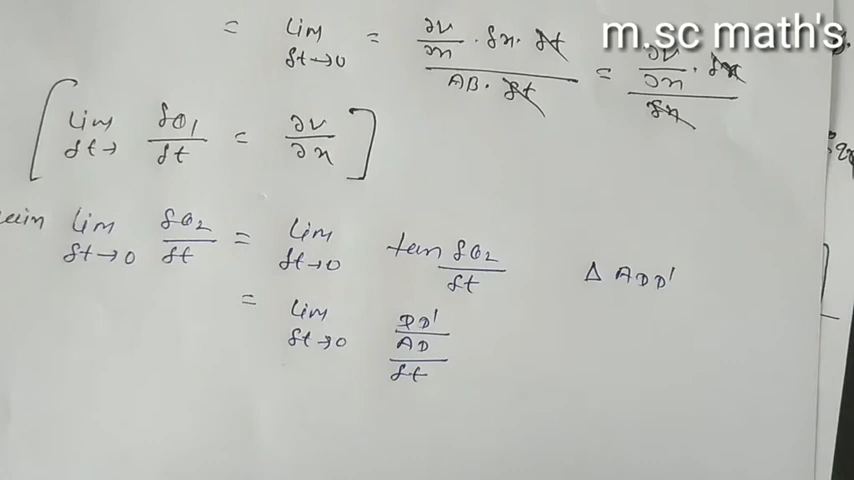 m.sc math's
= lim δt→0 = ∂v/∂x · δx · δt / AB · δt = ∂v/∂x · δx / δx
[ lim δt→ δθ1/δt = ∂v/∂x ]
lim δt→0 δθ2/δt = lim δt→0 tan δθ2/δt Δ ADD'
= lim δt→0 DD'/AD/δt